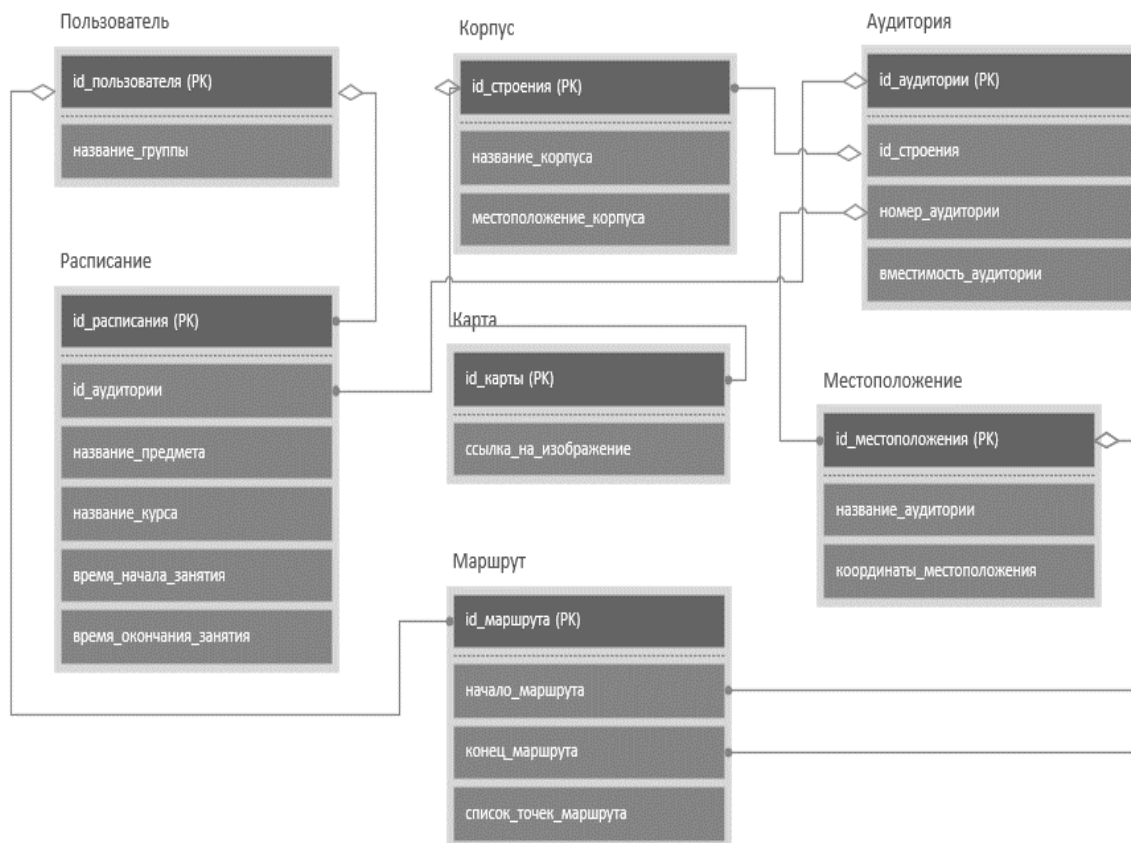 Пользователь
id_пользователя (PK)
название_группы
Расписание
id_расписания (PK)
id_аудитории
название_предмета
название_курса
время_начала_занятия
время_окончания_занятия
Корпус
id_строения (PK)
название_корпуса
местоположение_корпуса
Карта
id_карты (PK)
ссылка_на_изображение
Маршрут
id_маршрута (PK)
начало_маршрута
конец_маршрута
список_точек_маршрута
Аудитория
id_аудитории (PK)
id_строения
номер_аудитории
вместимость_аудитории
Местоположение
id_местоположения (PK)
название_аудитории
координаты_местоположения